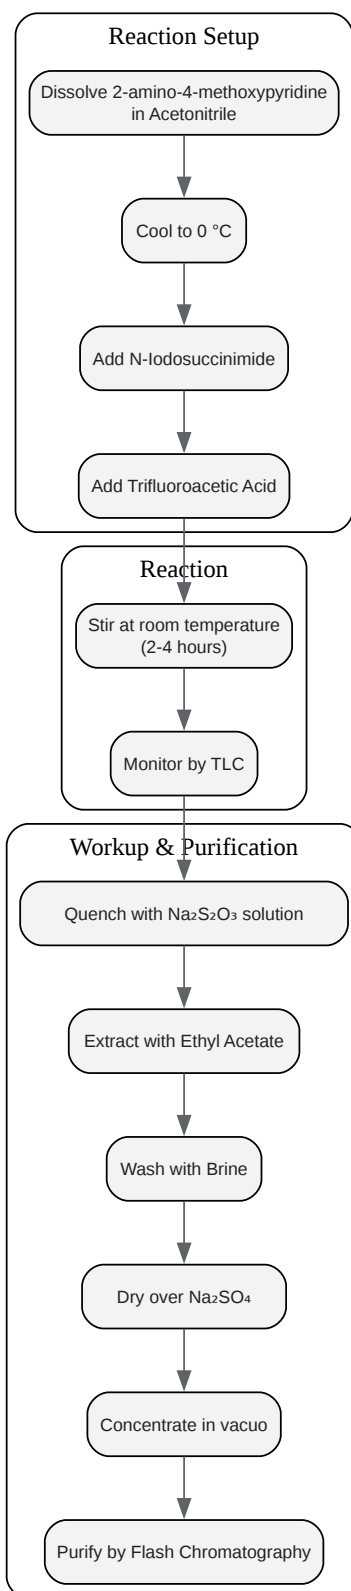 Reaction Setup
Dissolve 2-amino-4-methoxypyridine
in Acetonitrile
Cool to 0 °C
Add N-Iodosuccinimide
Add Trifluoroacetic Acid
Reaction
Stir at room temperature
(2-4 hours)
Monitor by TLC
Workup & Purification
Quench with Na₂S₂O₃ solution
Extract with Ethyl Acetate
Wash with Brine
Dry over Na₂SO₄
Concentrate in vacuo
Purify by Flash Chromatography